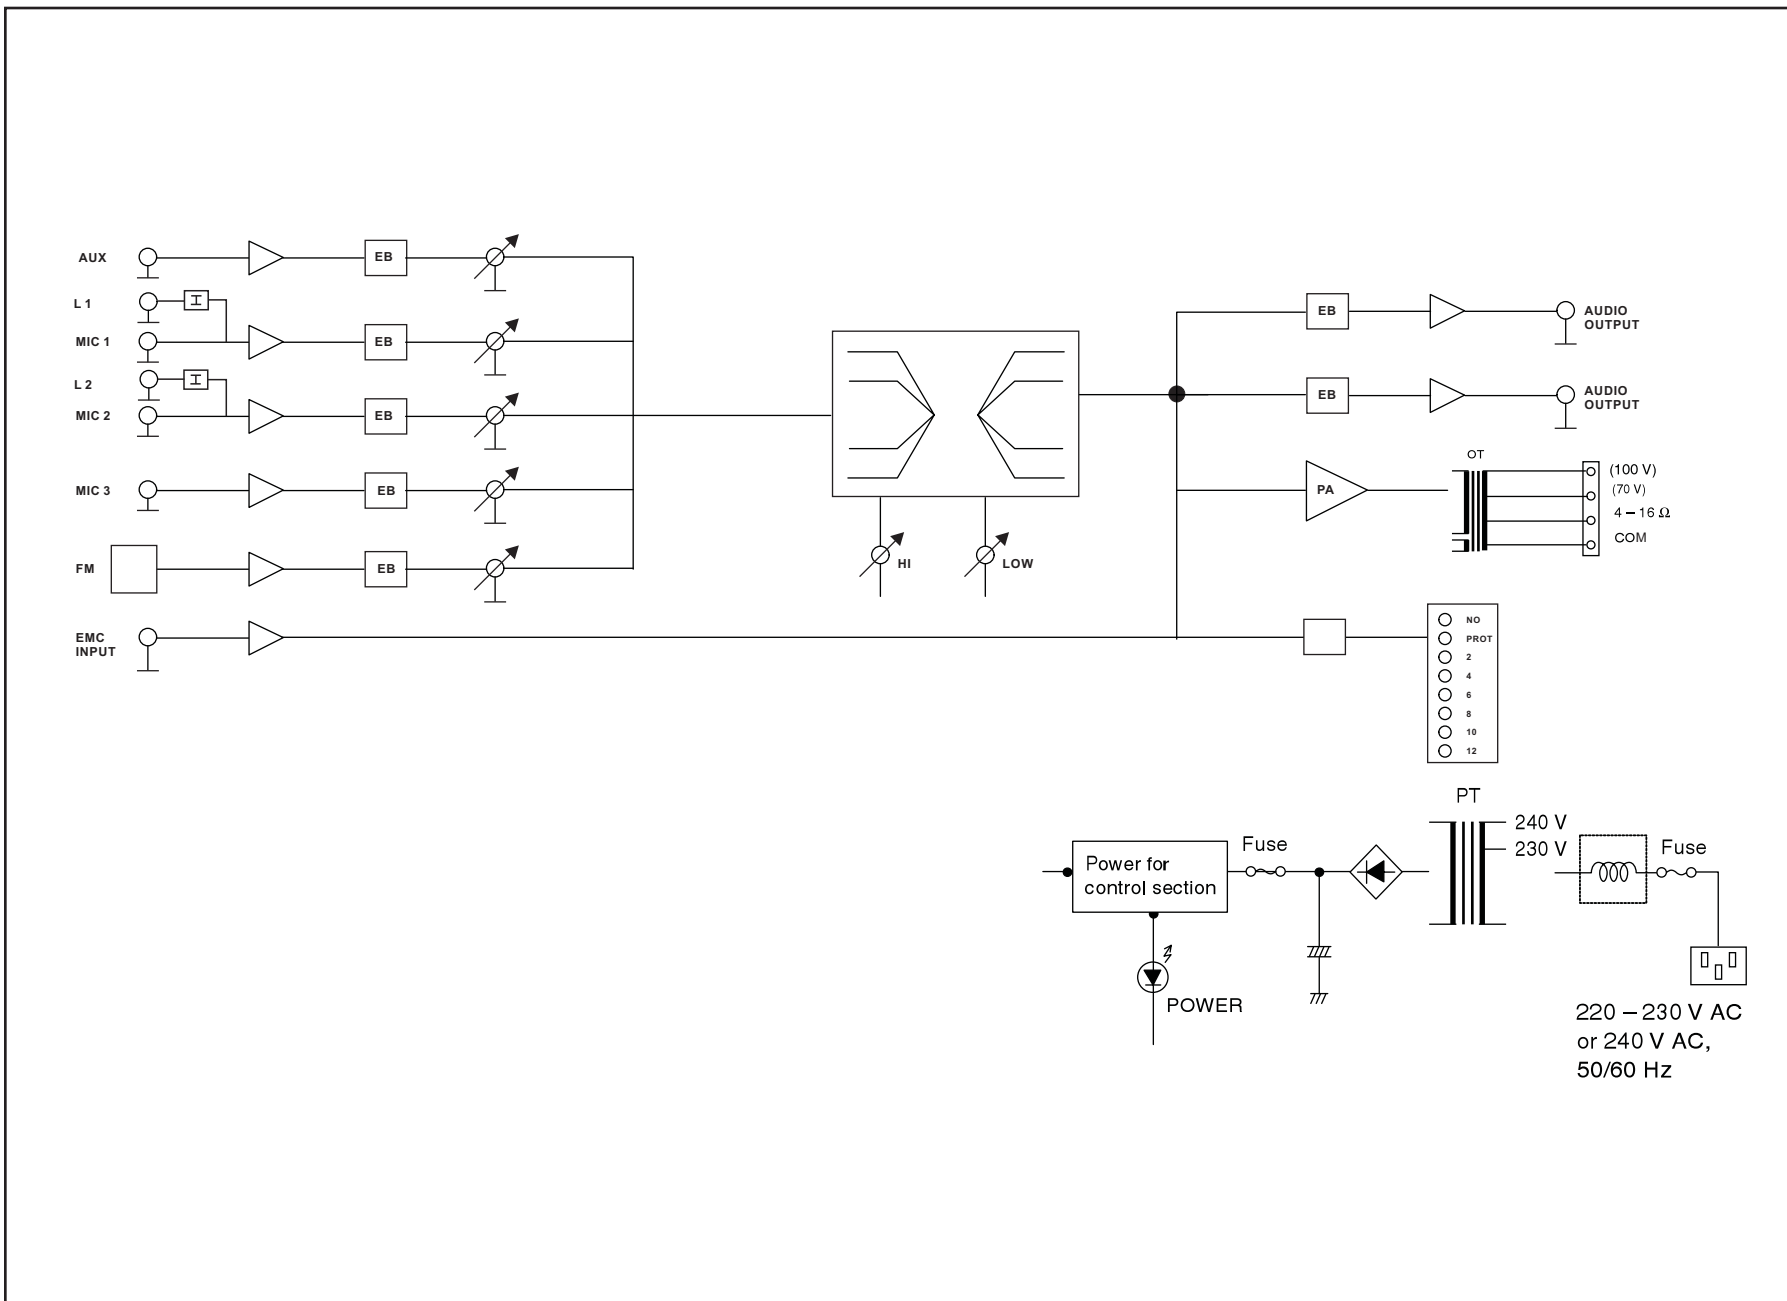 AUX
EB
L 1
I
MIC 1
EB
L 2
I
MIC 2
EB
MIC 3
EB
FM
EB
EMC
INPUT
HI
LOW
EB
AUDIO
OUTPUT
EB
AUDIO
OUTPUT
PA
OT
(100 V)
(70 V)
4 – 16 Ω
COM
NO
PROT
2
4
6
8
10
12
PT
240 V
230 V
Fuse
Fuse
Power for
control section
POWER
220 – 230 V AC
or 240 V AC,
50/60 Hz